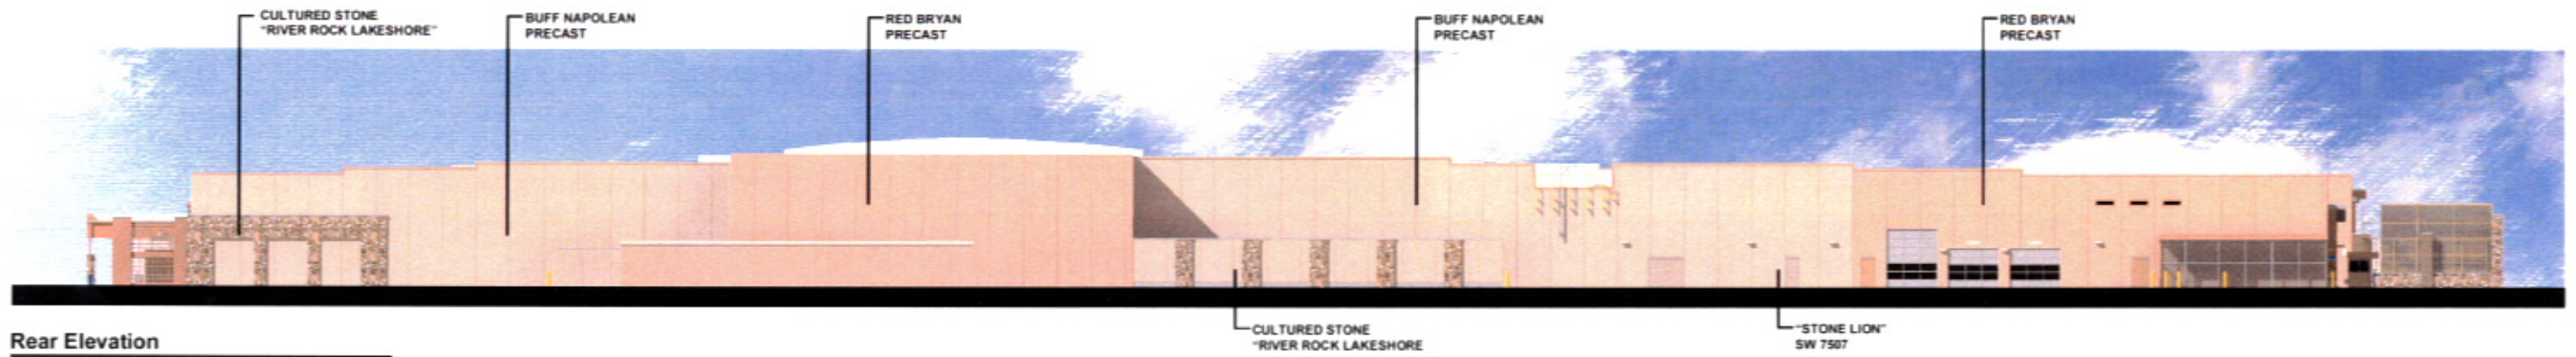 CULTURED STONE
"RIVER ROCK LAKESHORE"
BUFF NAPOLEAN
PRECAST
RED BRYAN
PRECAST
BUFF NAPOLEAN
PRECAST
RED BRYAN
PRECAST
CULTURED STONE
"RIVER ROCK LAKESHORE
"STONE LION"
SW 7507
Rear Elevation